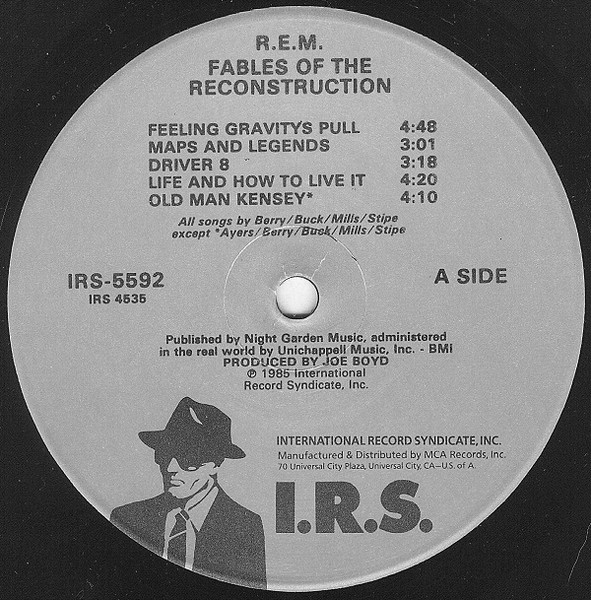 R.E.M.
FABLES OF THE
RECONSTRUCTION
FEELING GRAVITYS PULL 4:48
MAPS AND LEGENDS 3:01
DRIVER 8 3:18
LIFE AND HOW TO LIVE IT 4:20
OLD MAN KENSEY* 4:10
All songs by Berry/Buck/Mills/Stipe
except *Ayers/Berry/Buck/Mills/Stipe
IRS-5592
IRS 4535
A SIDE
Published by Night Garden Music, administered
in the real world by Unichappell Music, Inc. - BMI
PRODUCED BY JOE BOYD
℗ 1985 International
Record Syndicate, Inc.
INTERNATIONAL RECORD SYNDICATE, INC.
Manufactured & Distributed by MCA Records, Inc.
70 Universal City Plaza, Universal City, CA—U.S. of A.
I.R.S.